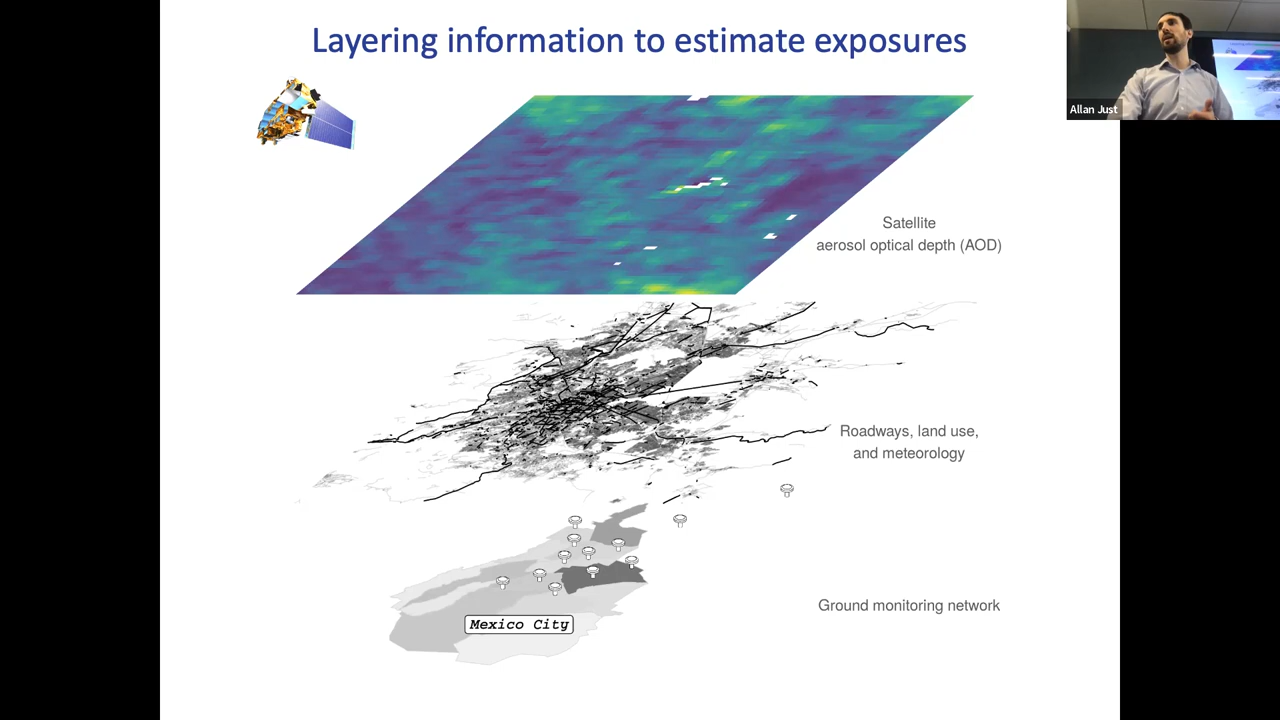 Layering information to estimate exposures
Allan Just
Satellite
aerosol optical depth (AOD)
Roadways, land use,
and meteorology
Mexico City
Ground monitoring network